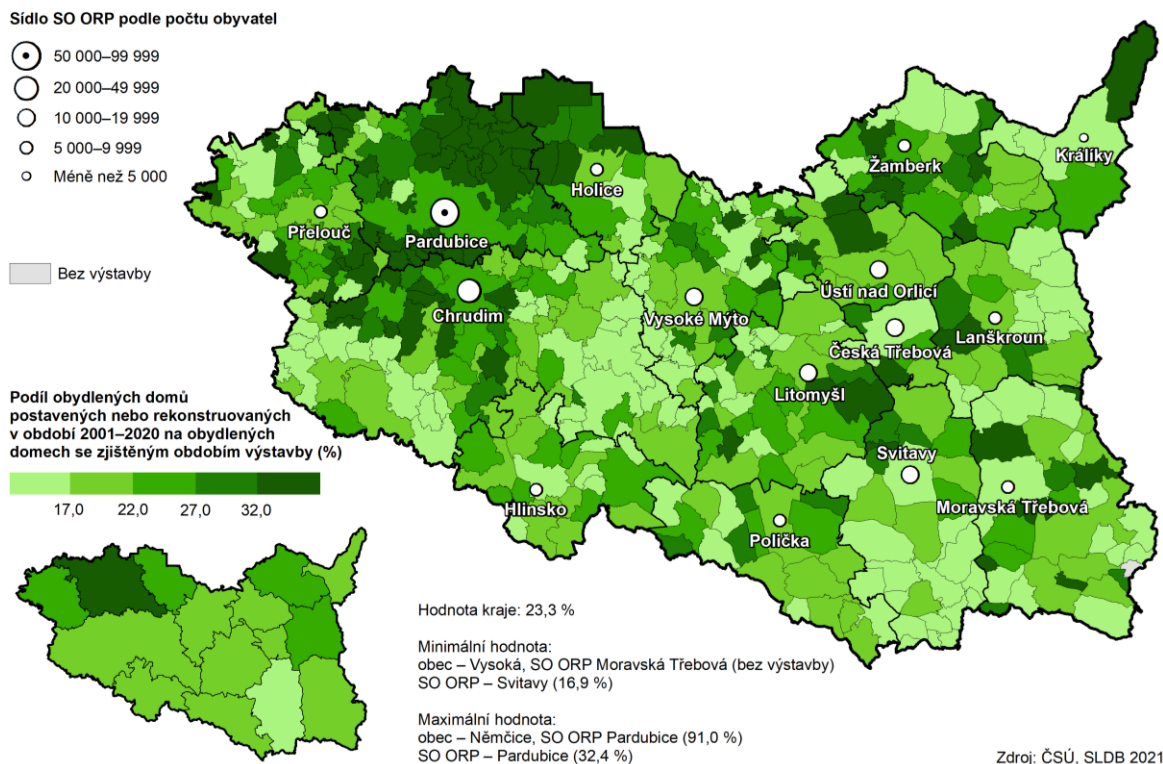 Sídlo SO ORP podle počtu obyvatel
50 000–99 999
20 000–49 999
10 000–19 999
5 000–9 999
Méně než 5 000
Bez výstavby
Králíky
Žamberk
Holice
Přelouč
Pardubice
Ústí nad Orlicí
Chrudim
Vysoké Mýto
Lanškroun
Česká Třebová
Litomyšl
Svitavy
Moravská Třebová
Hlinsko
Polička
Podíl obydlených domů
postavených nebo rekonstruovaných
v období 2001–2020 na obydlených
domech se zjištěným obdobím výstavby (%)
17,0 22,0 27,0 32,0
Hodnota kraje: 23,3 %
Minimální hodnota:
obec – Vysoká, SO ORP Moravská Třebová (bez výstavby)
SO ORP – Svitavy (16,9 %)
Maximální hodnota:
obec – Němčice, SO ORP Pardubice (91,0 %)
SO ORP – Pardubice (32,4 %)
Zdroj: ČSÚ, SLDB 2021